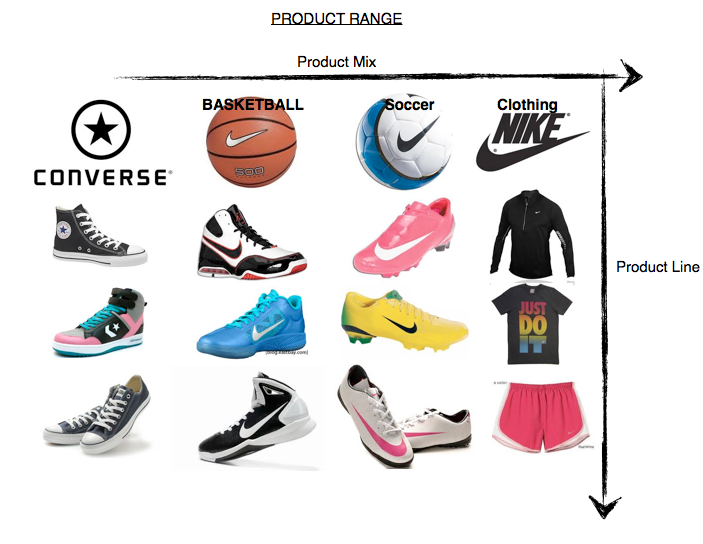 PRODUCT RANGE
Product Mix
BASKETBALL
Soccer
Clothing
NIKE
500
CONVERSE
Product Line
JUST
DO
IT